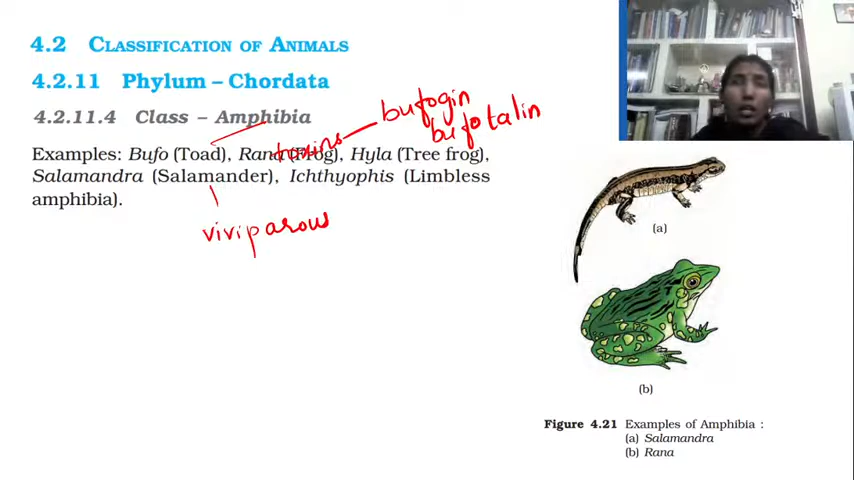 4.2 CLASSIFICATION OF ANIMALS
4.2.11 Phylum – Chordata
4.2.11.4 Class – Amphibia
bufogin
bufotalin
toxins
Examples: Bufo (Toad), Rana (Frog), Hyla (Tree frog),
Salamandra (Salamander), Ichthyophis (Limbless
amphibia).
viviparous
(a)
(b)
Figure 4.21 Examples of Amphibia :
(a) Salamandra
(b) Rana